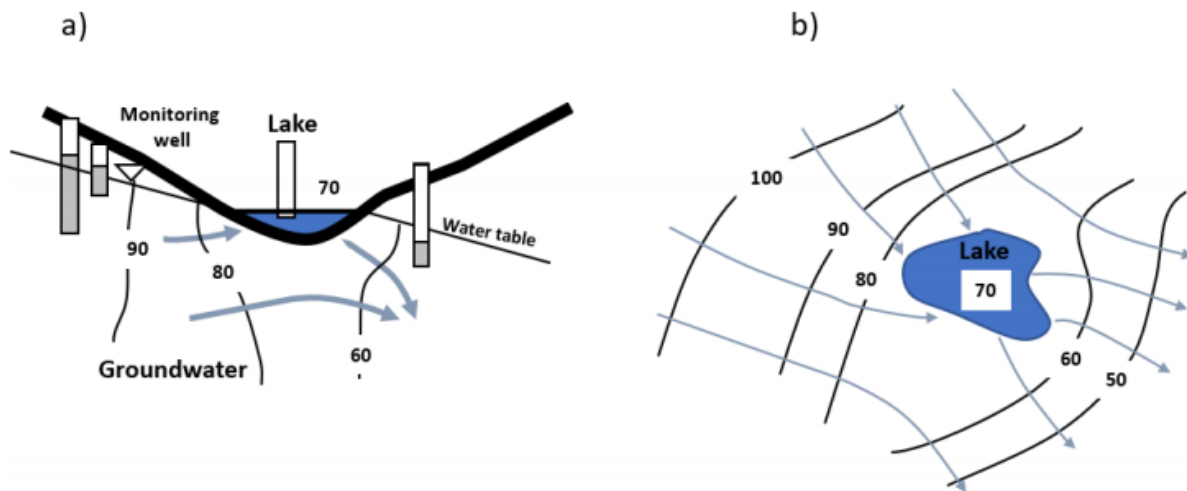 a)
Monitoring
well
Lake
70
90
80
Water table
60
Groundwater
b)
100
90
80
Lake
70
60
50